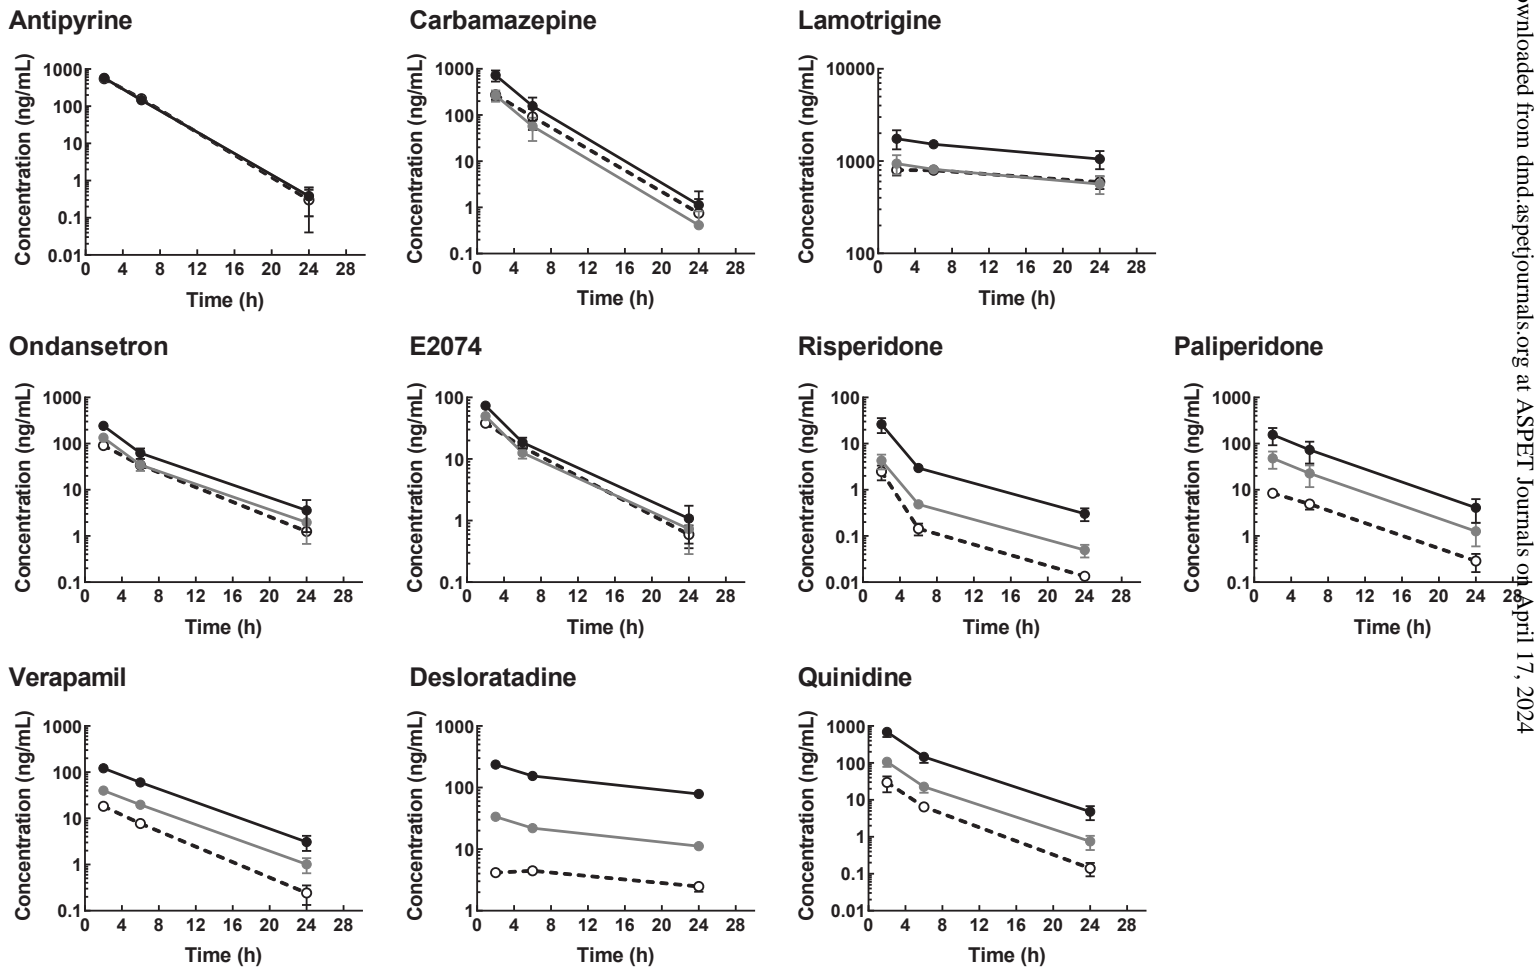 Antipyrine
Carbamazepine
Lamotrigine
Concentration (ng/mL)
1000
100
10
1
0.1
0.01
0 4 8 12 16 20 24 28
Time (h)
Concentration (ng/mL)
1000
100
10
1
0.1
0 4 8 12 16 20 24 28
Time (h)
Concentration (ng/mL)
10000
1000
100
0 4 8 12 16 20 24 28
Time (h)
Ondansetron
E2074
Risperidone
Paliperidone
Concentration (ng/mL)
1000
100
10
1
0.1
0 4 8 12 16 20 24 28
Time (h)
Concentration (ng/mL)
100
10
1
0.1
0 4 8 12 16 20 24 28
Time (h)
Concentration (ng/mL)
100
10
1
0.1
0.01
0 4 8 12 16 20 24 28
Time (h)
Concentration (ng/mL)
1000
100
10
1
0.1
0 4 8 12 16 20 24 28
Time (h)
Verapamil
Desloratadine
Quinidine
Concentration (ng/mL)
1000
100
10
1
0.1
0 4 8 12 16 20 24 28
Time (h)
Concentration (ng/mL)
1000
100
10
1
0 4 8 12 16 20 24 28
Time (h)
Concentration (ng/mL)
1000
100
10
1
0.1
0.01
0 4 8 12 16 20 24 28
Time (h)
ownloaded from dmd.aspetjournals.org at ASPET Journals on April 17, 2024